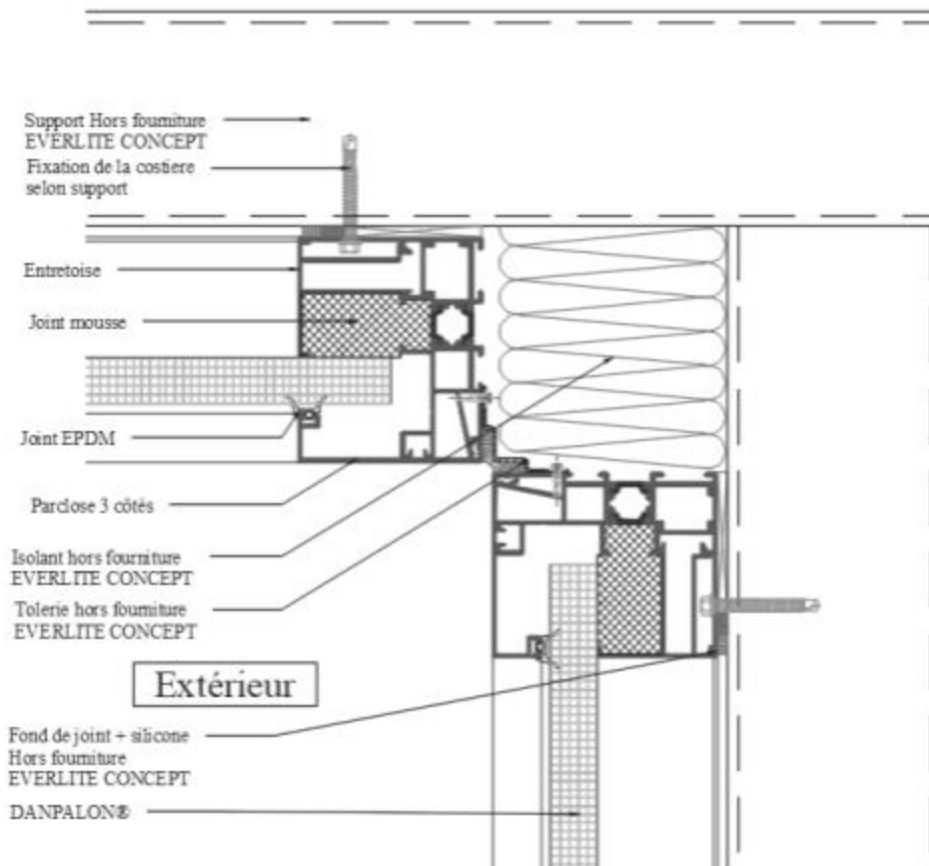 Support Hors fourniture
EVERLITE CONCEPT
Fixation de la costiere
selon support
Entretoise
Joint mousse
Joint EPDM
Parclose 3 côtés
Isolant hors fourniture
EVERLITE CONCEPT
Tolerie hors fourniture
EVERLITE CONCEPT
Extérieur
Fond de joint + silicone
Hors fourniture
EVERLITE CONCEPT
DANPALON®